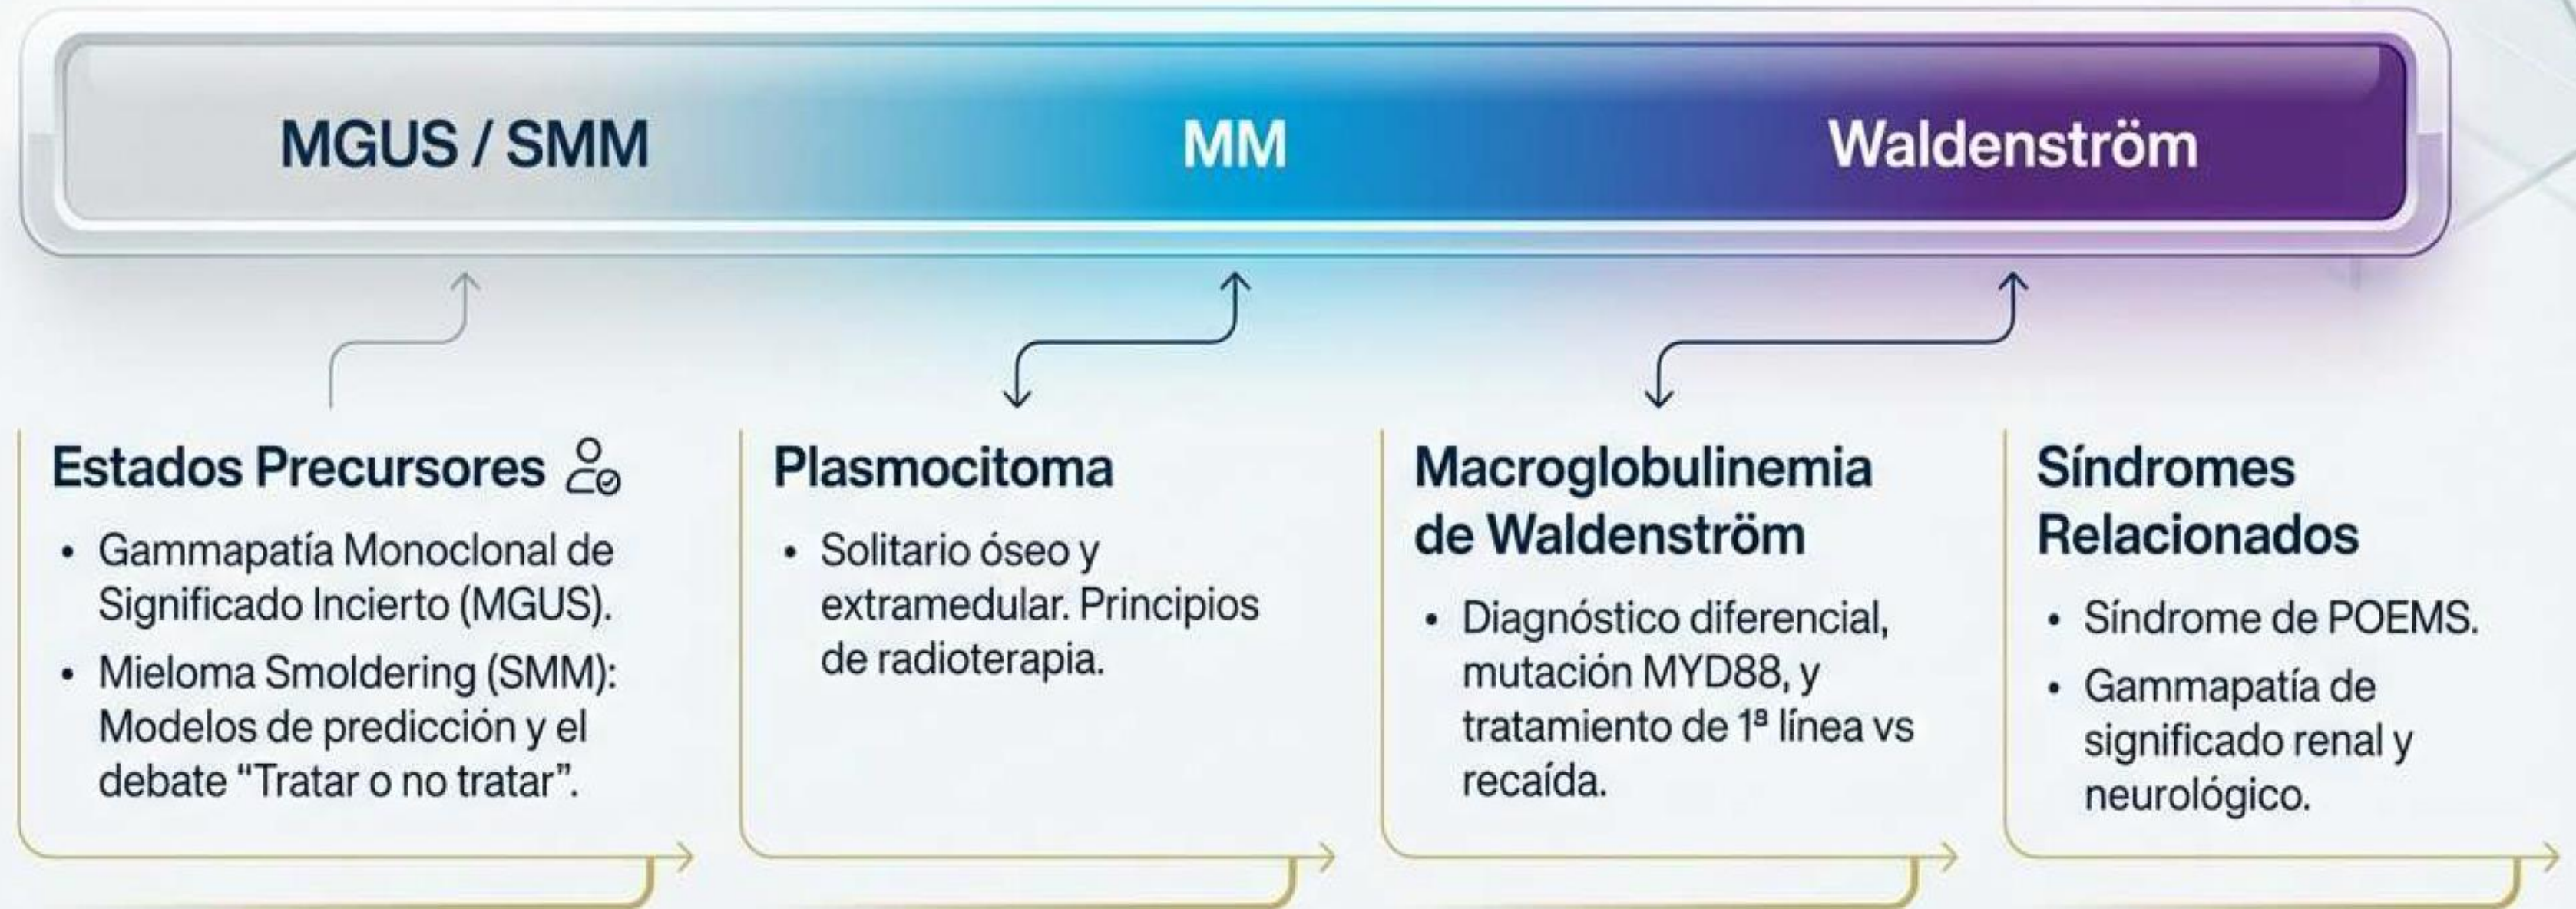 MGUS / SMM
MM
Waldenström
Estados Precursores
• Gammapatía Monoclonal de
Significado Incierto (MGUS).
• Mieloma Smoldering (SMM):
Modelos de predicción y el
debate “Tratar o no tratar”.
Plasmocitoma
• Solitario óseo y
extramedular. Principios
de radioterapia.
Macroglobulinemia
de Waldenström
• Diagnóstico diferencial,
mutación MYD88, y
tratamiento de 1ª línea vs
recaída.
Síndromes
Relacionados
• Síndrome de POEMS.
• Gammapatía de
significado renal y
neurológico.